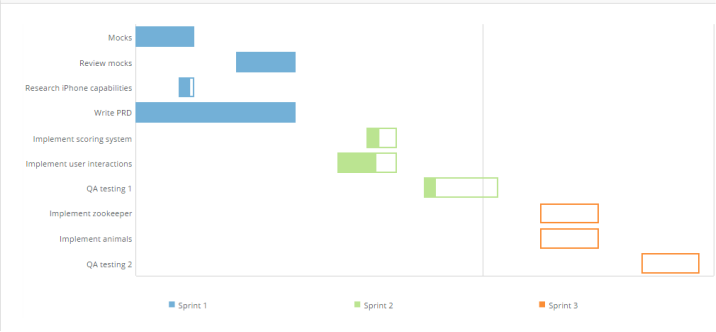 Mocks
Review mocks
Research iPhone capabilities
Write PRD
Implement scoring system
Implement user interactions
QA testing 1
Implement zookeeper
Implement animals
QA testing 2
Sprint 1 Sprint 2 Sprint 3